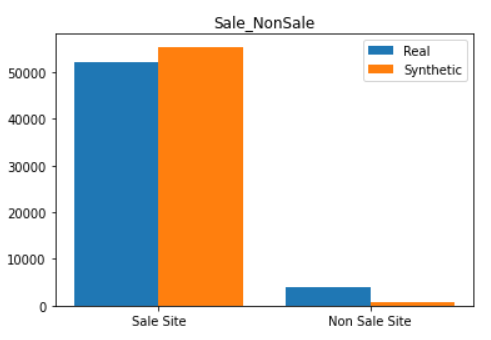 Sale_NonSale
Real
Synthetic
50000
40000
30000
20000
10000
0
Sale Site
Non Sale Site